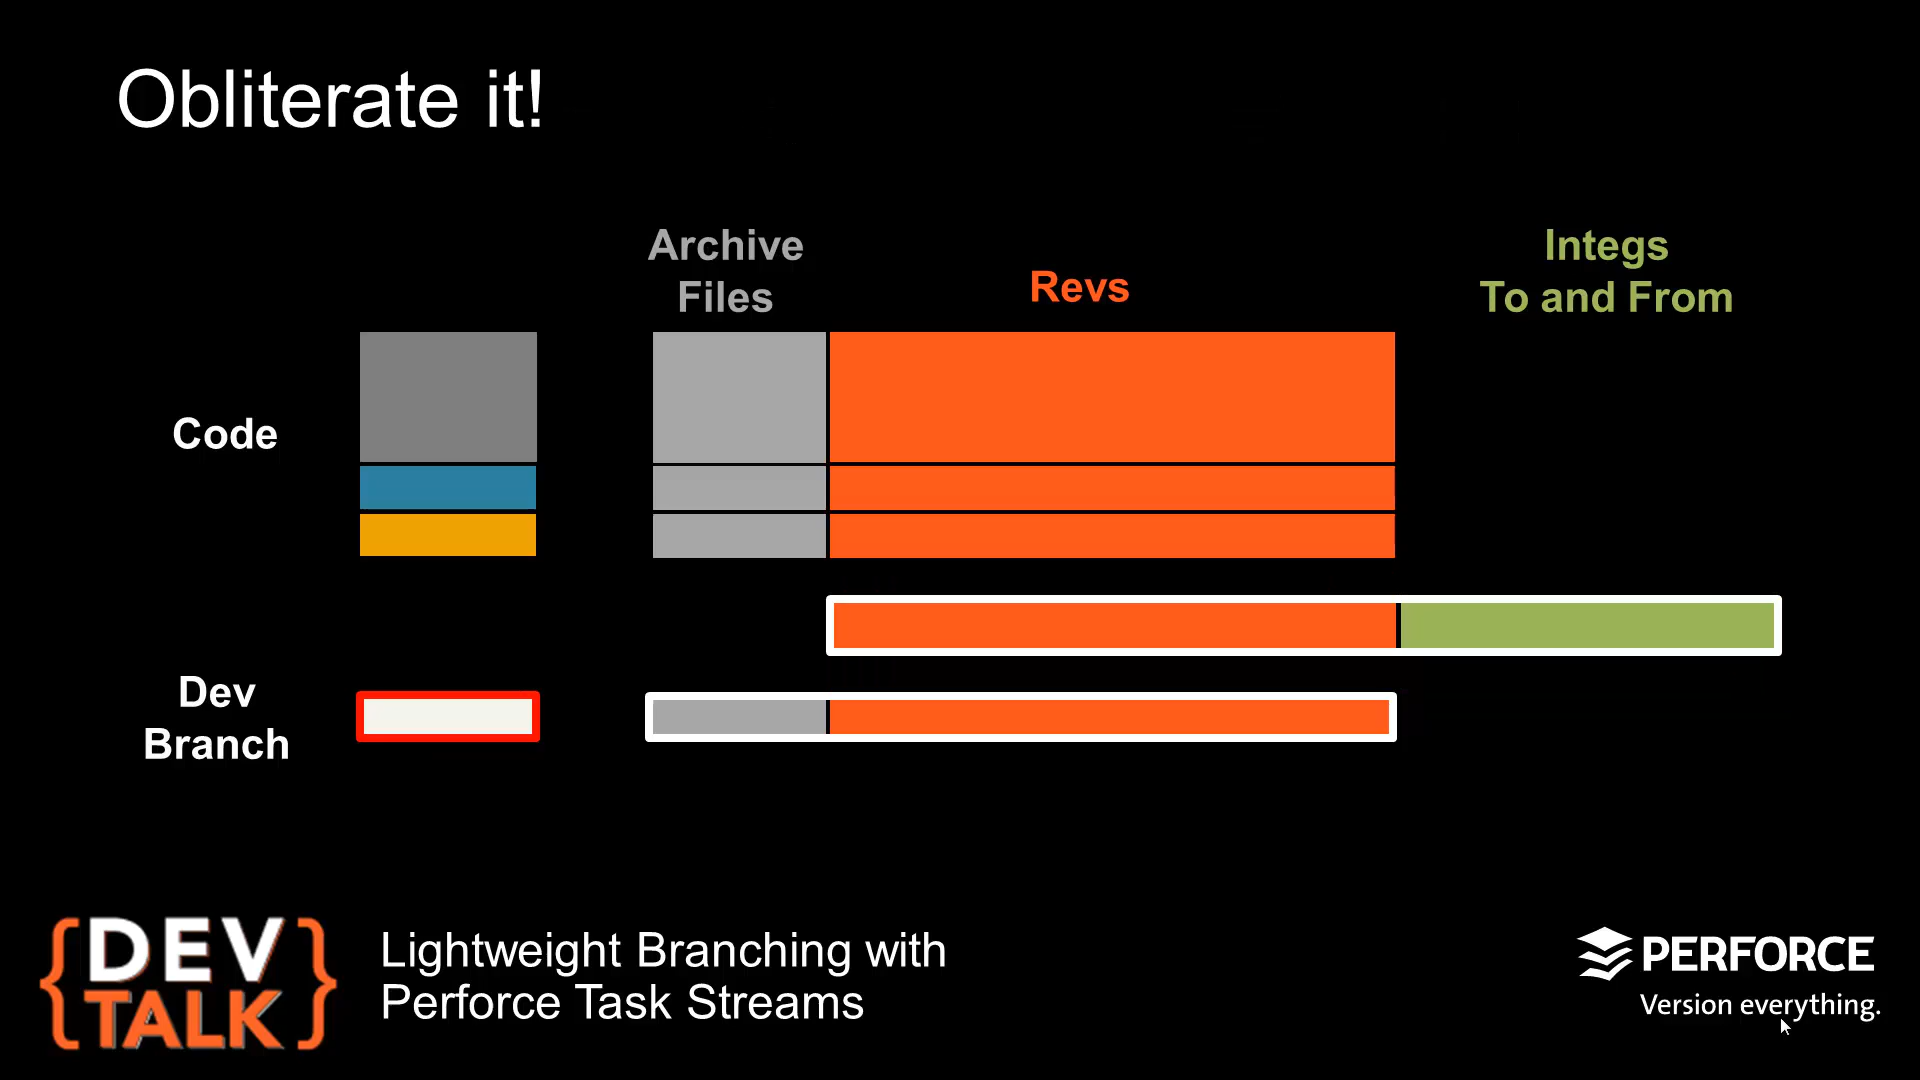 Obliterate it!
Archive
Files
Revs
Integs
To and From
Code
Dev
Branch
{DEV
TALK}
Lightweight Branching with
Perforce Task Streams
PERFORCE
Version everything.